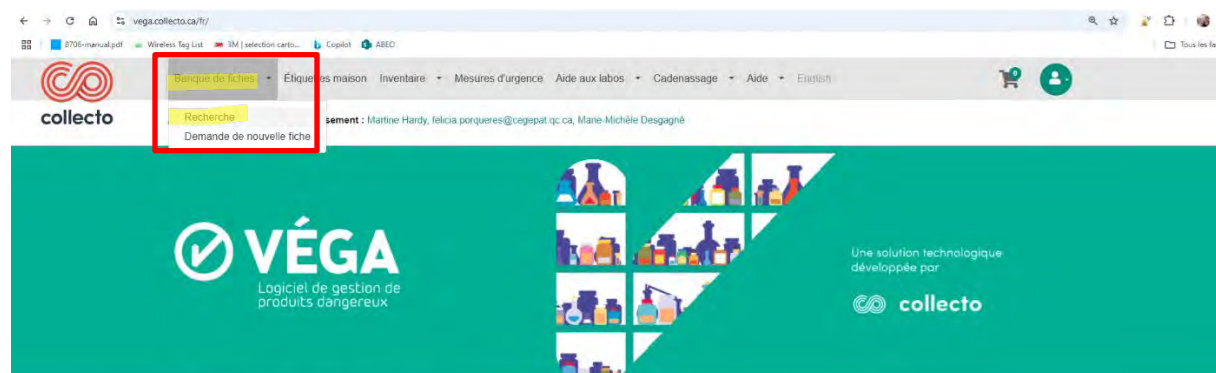 vega.collecto.ca/fr/
8706-manual.pdf Wireless Tag List 3M | selection carto... Copilot ABEO Tous les fa
Banque de fiches Étiquettes maison Inventaire Mesures d'urgence Aide aux labos Cadenassage Aide English
collecto
Recherche sement : Martine Hardy, felicia.porqueres@cegepat.qc.ca, Marie-Michèle Desgagné
Demande de nouvelle fiche
VÉGA
Logiciel de gestion de
produits dangereux
Une solution technologique
développée par
collecto